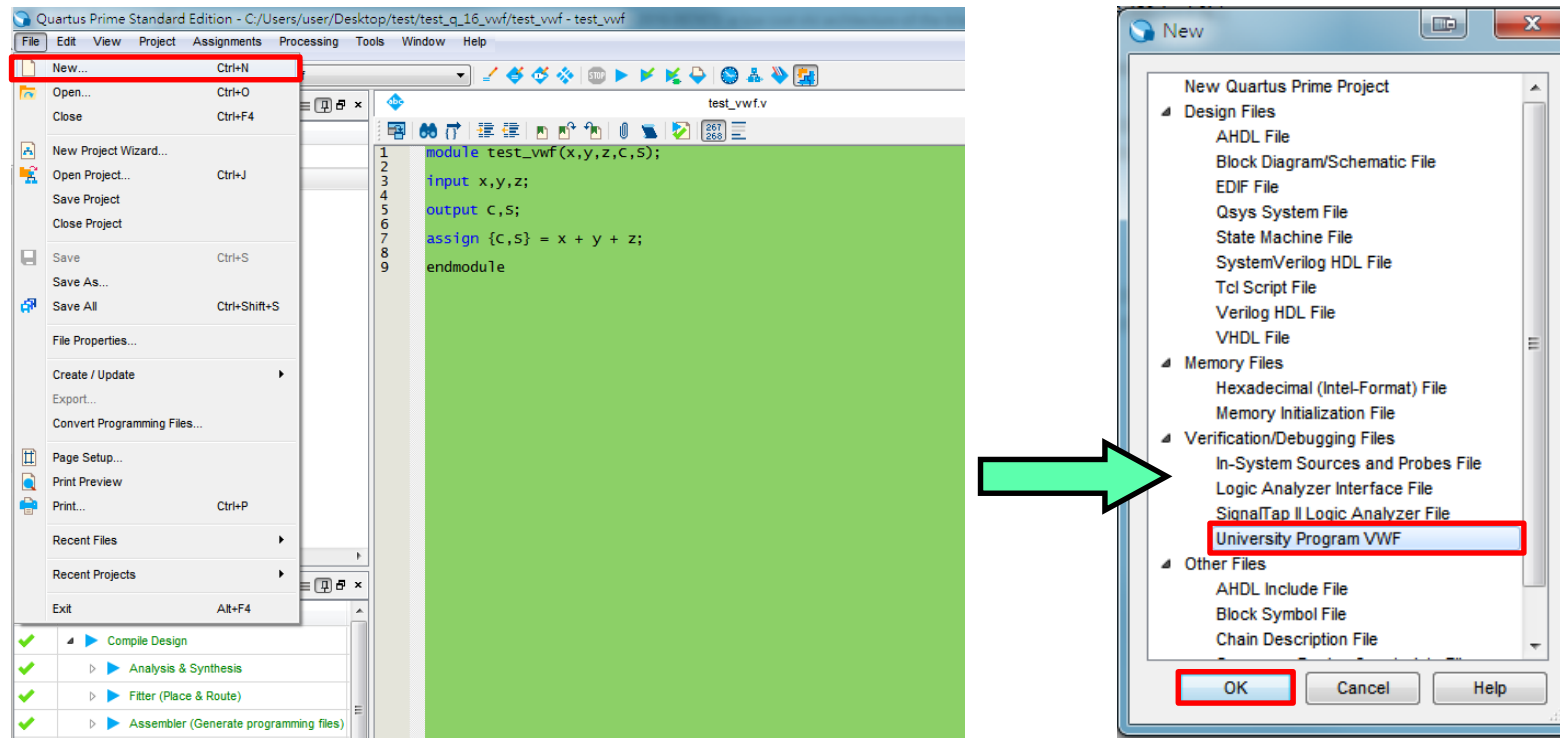 Quartus Prime Standard Edition - C:/Users/user/Desktop/test/test_q_16_vwf/test_vwf - test_vwf
File Edit View Project Assignments Processing Tools Window Help
New... Ctrl+N
Open... Ctrl+O
Close Ctrl+F4
New Project Wizard...
Open Project... Ctrl+J
Save Project
Close Project
Save Ctrl+S
Save As...
Save All Ctrl+Shift+S
File Properties...
Create / Update
Export...
Convert Programming Files...
Page Setup...
Print Preview
Print... Ctrl+P
Recent Files
Recent Projects
Exit Alt+F4
Compile Design
Analysis & Synthesis
Fitter (Place & Route)
Assembler (Generate programming files)
STOP
abc
test_vwf.v
267
268
1 module test_vwf(x,y,z,C,S);
2
3 input x,y,z;
4
5 output C,S;
6
7 assign {C,S} = x + y + z;
8
9 endmodule
New
New Quartus Prime Project
Design Files
AHDL File
Block Diagram/Schematic File
EDIF File
Qsys System File
State Machine File
SystemVerilog HDL File
Tcl Script File
Verilog HDL File
VHDL File
Memory Files
Hexadecimal (Intel-Format) File
Memory Initialization File
Verification/Debugging Files
In-System Sources and Probes File
Logic Analyzer Interface File
SignalTap II Logic Analyzer File
University Program VWF
Other Files
AHDL Include File
Block Symbol File
Chain Description File
OK Cancel Help